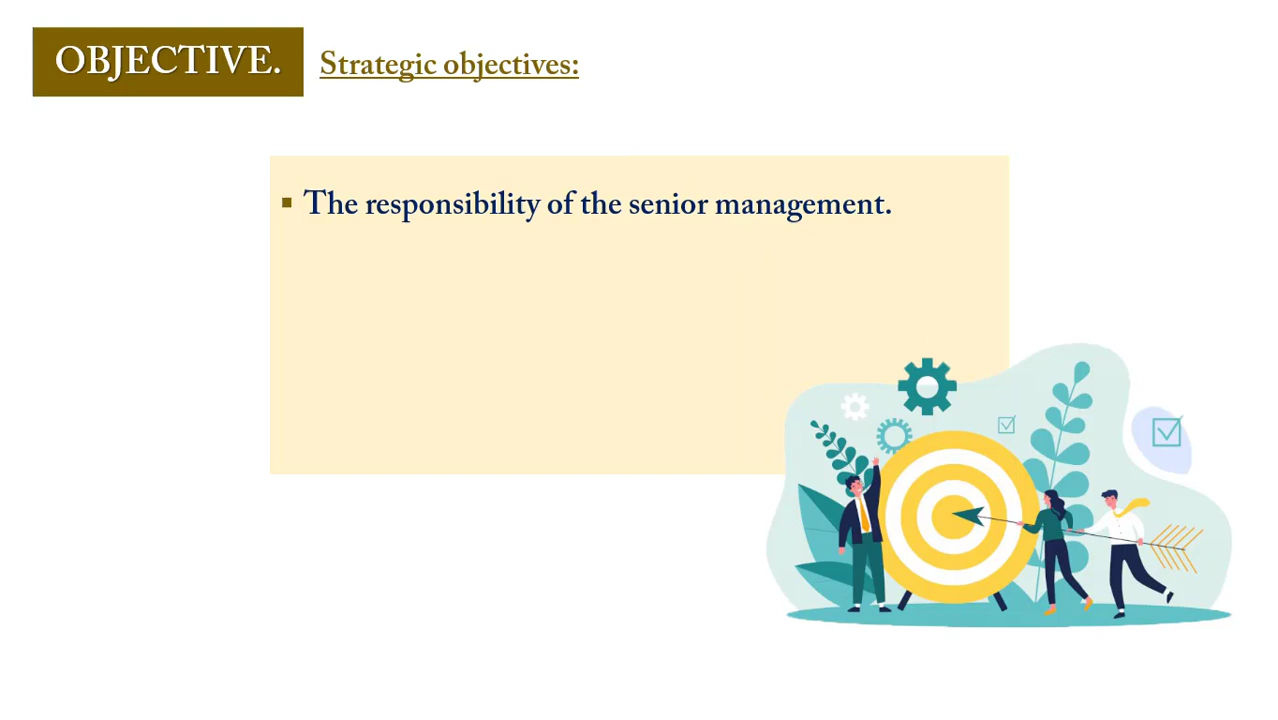 OBJECTIVE.
Strategic objectives:
▪ The responsibility of the senior management.